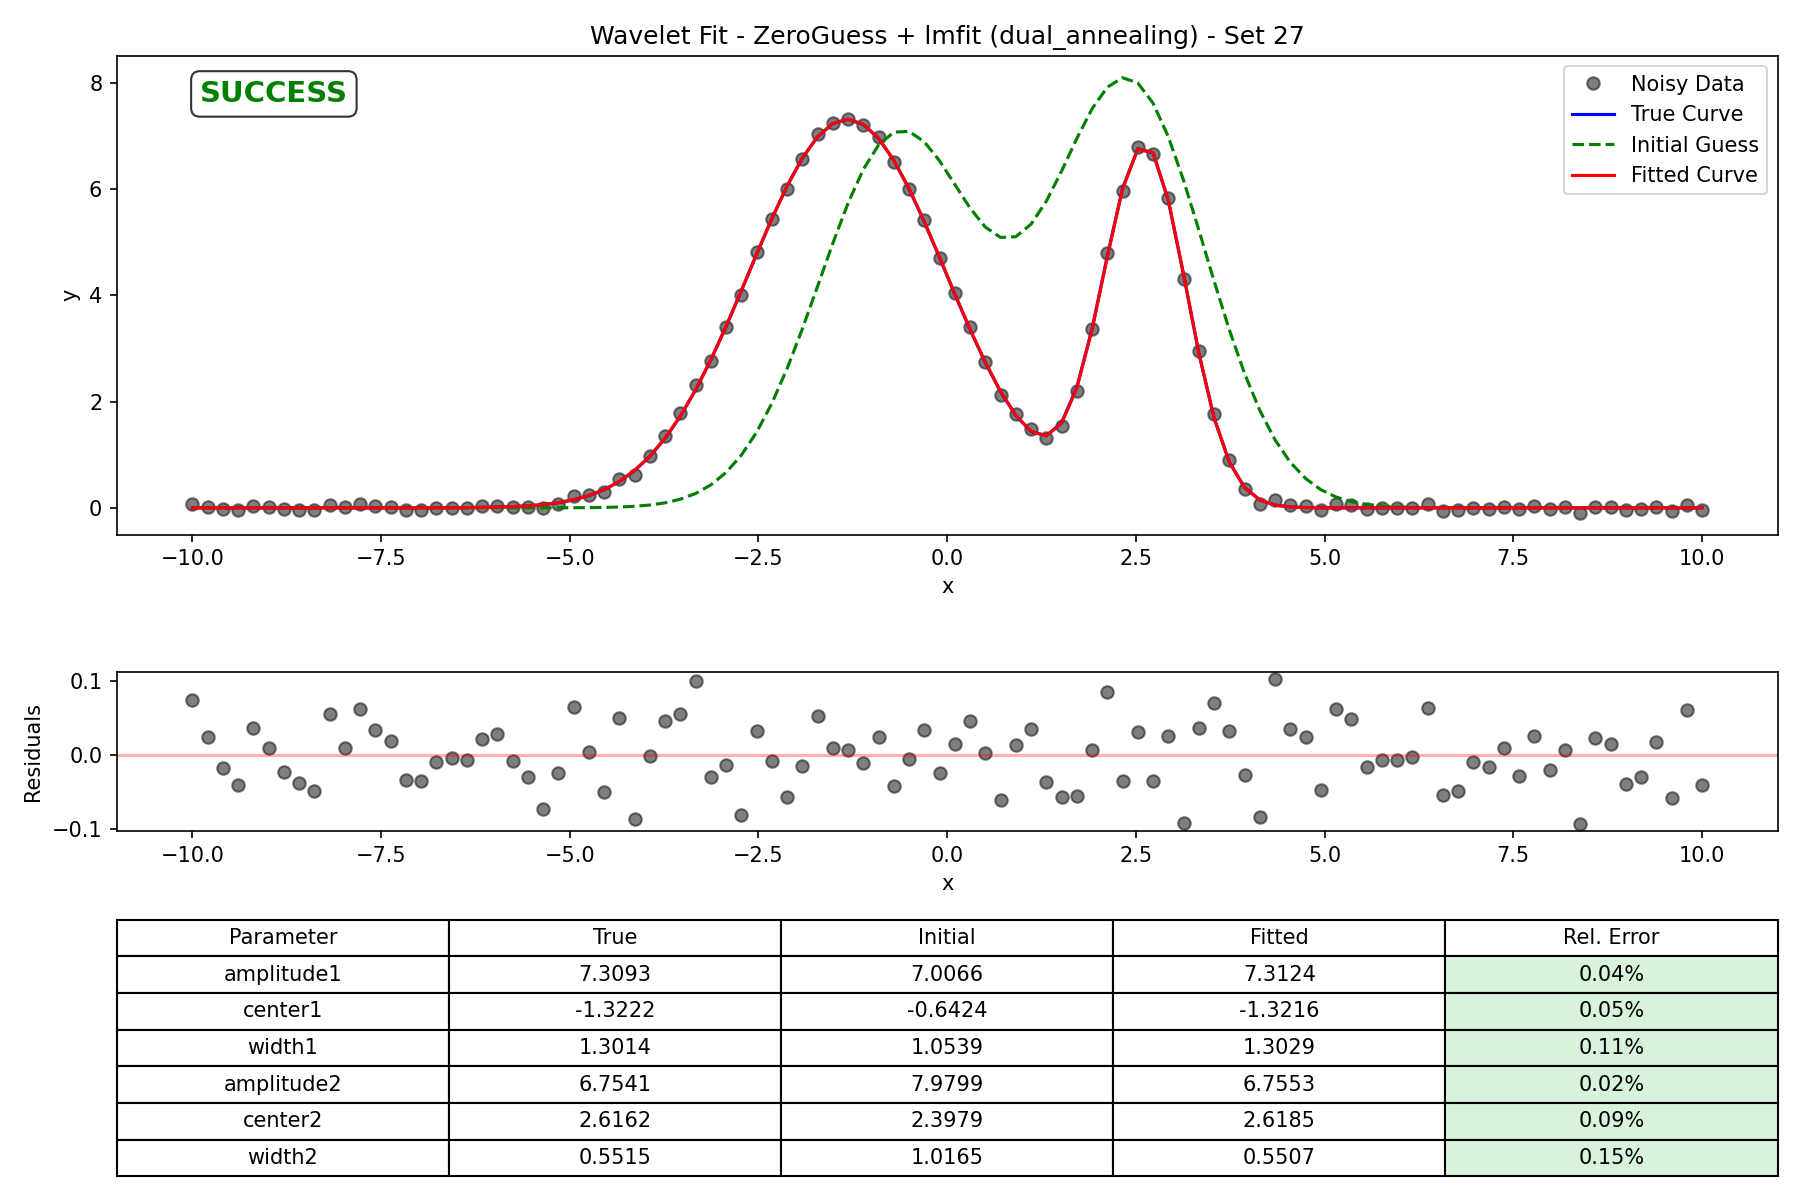 Wavelet Fit - ZeroGuess + lmfit (dual_annealing) - Set 27
SUCCESS
Noisy Data
True Curve
Initial Guess
Fitted Curve
8
6
4
2
0
y
−10.0 −7.5 −5.0 −2.5 0.0 2.5 5.0 7.5 10.0
x
0.1
0.0
−0.1
Residuals
−10.0 −7.5 −5.0 −2.5 0.0 2.5 5.0 7.5 10.0
x
Parameter True Initial Fitted Rel. Error
amplitude1 7.3093 7.0066 7.3124 0.04%
center1 -1.3222 -0.6424 -1.3216 0.05%
width1 1.3014 1.0539 1.3029 0.11%
amplitude2 6.7541 7.9799 6.7553 0.02%
center2 2.6162 2.3979 2.6185 0.09%
width2 0.5515 1.0165 0.5507 0.15%